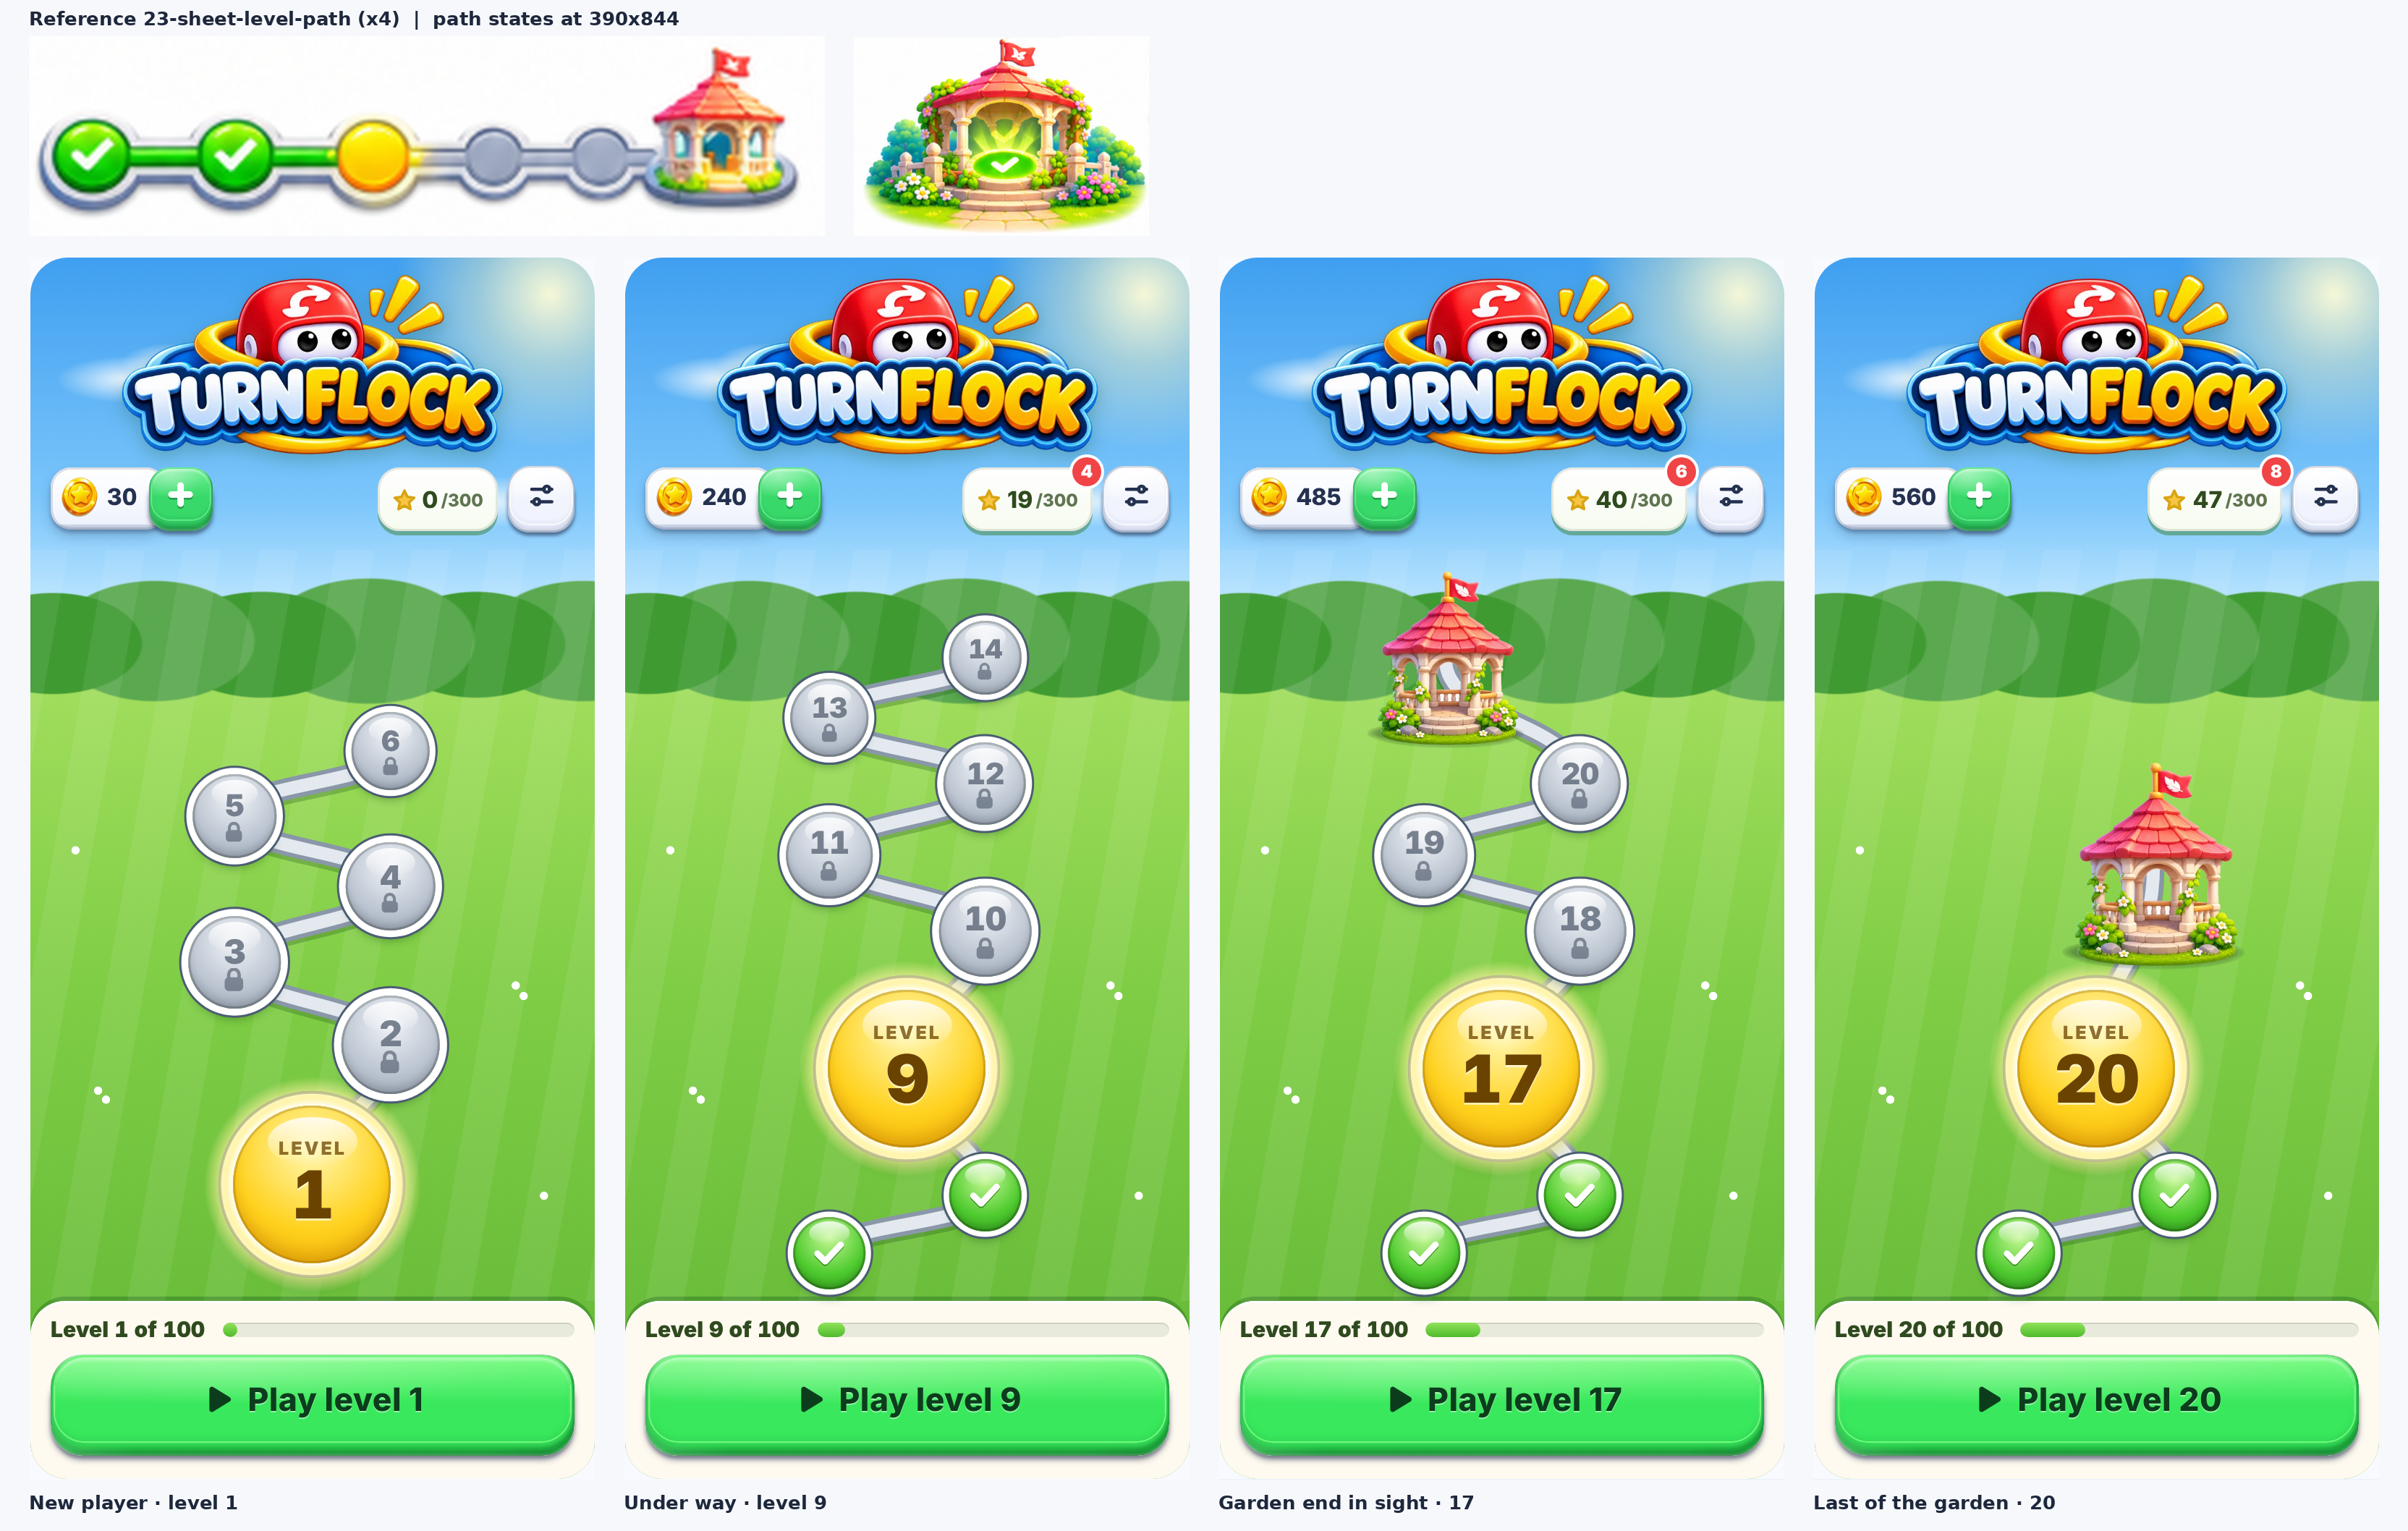 Reference 23-sheet-level-path (x4) | path states at 390x844
TURNFLOCK
30
0/300
6
5
4
3
2
LEVEL
1
Level 1 of 100
Play level 1
New player · level 1
TURNFLOCK
240
4
19/300
14
13
12
11
10
LEVEL
9
Level 9 of 100
Play level 9
Under way · level 9
TURNFLOCK
485
6
40/300
20
19
18
LEVEL
17
Level 17 of 100
Play level 17
Garden end in sight · 17
TURNFLOCK
560
8
47/300
LEVEL
20
Level 20 of 100
Play level 20
Last of the garden · 20